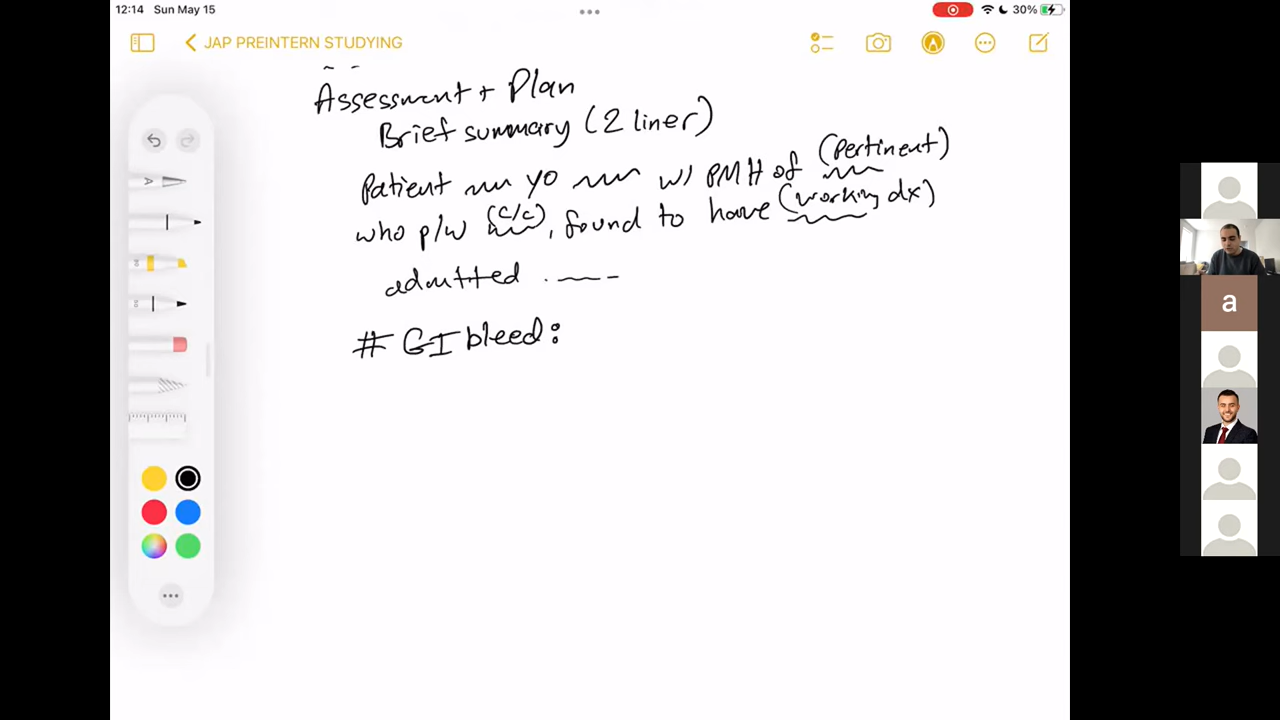 12:14 Sun May 15
30%
JAP PREINTERN STUDYING
Assessment + Plan
Brief summary (2 liner)
Patient yo w/ PMH of (pertinent)
who p/w (c/c), found to have (working dx)
admitted
# GI bleed:
A
a